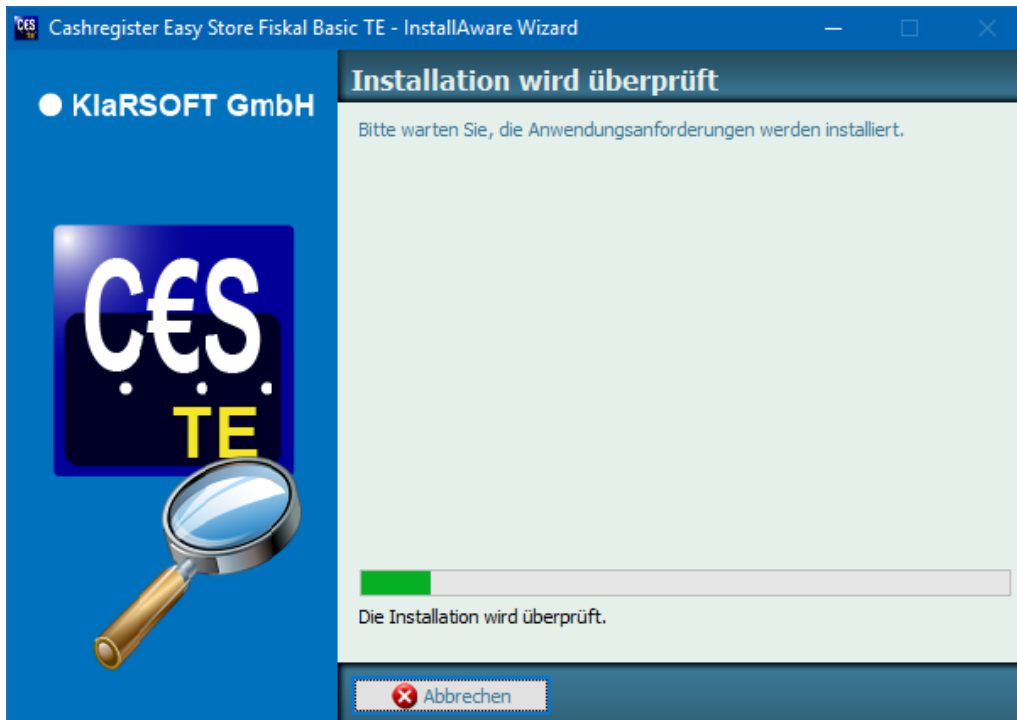 Cashregister Easy Store Fiskal Basic TE - InstallAware Wizard
KlaRSOFT GmbH
Installation wird überprüft
Bitte warten Sie, die Anwendungsanforderungen werden installiert.
C€S
TE
Die Installation wird überprüft.
Abbrechen